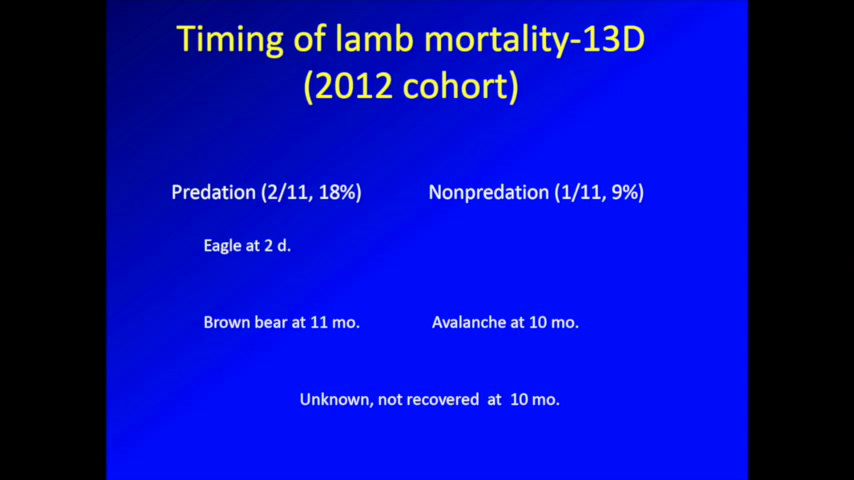 Timing of lamb mortality-13D
(2012 cohort)
Predation (2/11, 18%) Nonpredation (1/11, 9%)
Eagle at 2 d.
Brown bear at 11 mo. Avalanche at 10 mo.
Unknown, not recovered at 10 mo.